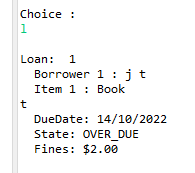 Choice :
1
Loan:  1
  Borrower 1 : j t
  Item 1 : Book
t
  DueDate: 14/10/2022
  State: OVER_DUE
  Fines: $2.00